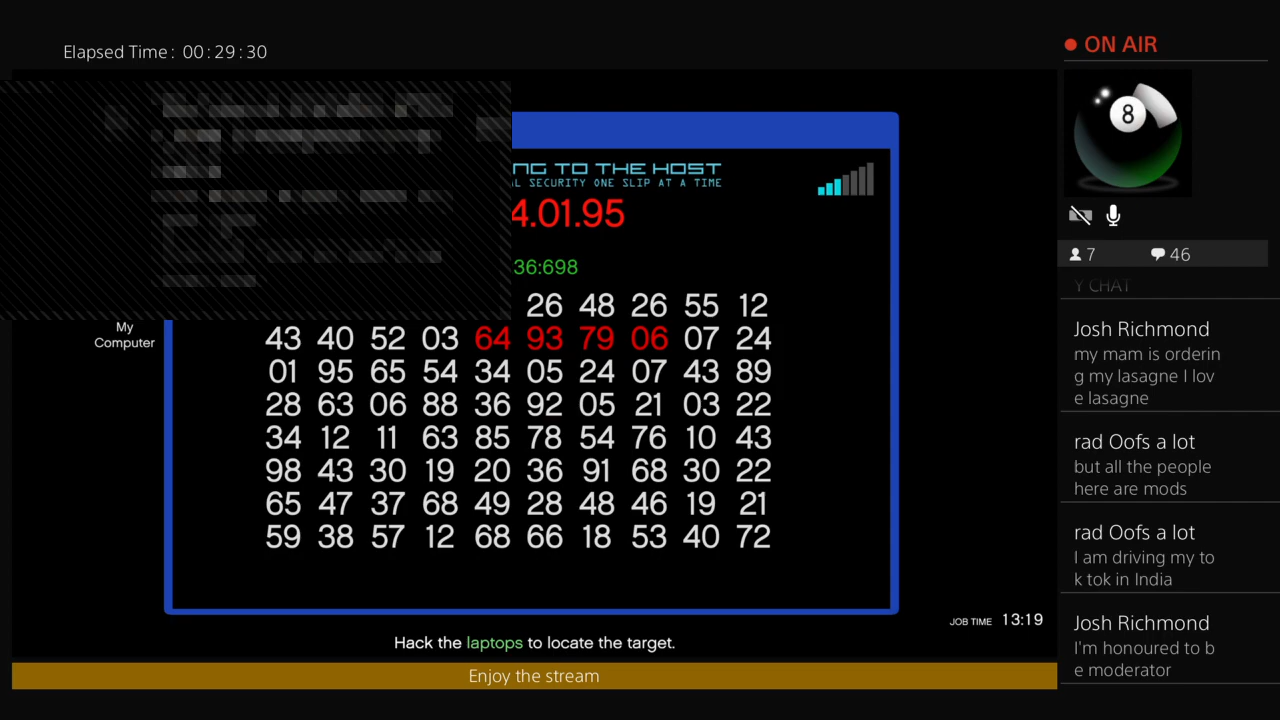 Elapsed Time: 00:29:30
ON AIR
8
NG TO THE HOST
L SECURITY ONE SLIP AT A TIME
4.01.95
36:698
7 46
Y CHAT
26 48 26 55 12
43 40 52 03 64 93 79 06 07 24
01 95 65 54 34 05 24 07 43 89
28 63 06 88 36 92 05 21 03 22
34 12 11 63 85 78 54 76 10 43
98 43 30 19 20 36 91 68 30 22
65 47 37 68 49 28 48 46 19 21
59 38 57 12 68 66 18 53 40 72
My
Computer
JOB TIME 13:19
Hack the laptops to locate the target.
Enjoy the stream
Josh Richmond
my mam is orderin
g my lasagne I lov
e lasagne
rad Oofs a lot
but all the people
here are mods
rad Oofs a lot
I am driving my to
k tok in India
Josh Richmond
I'm honoured to b
e moderator